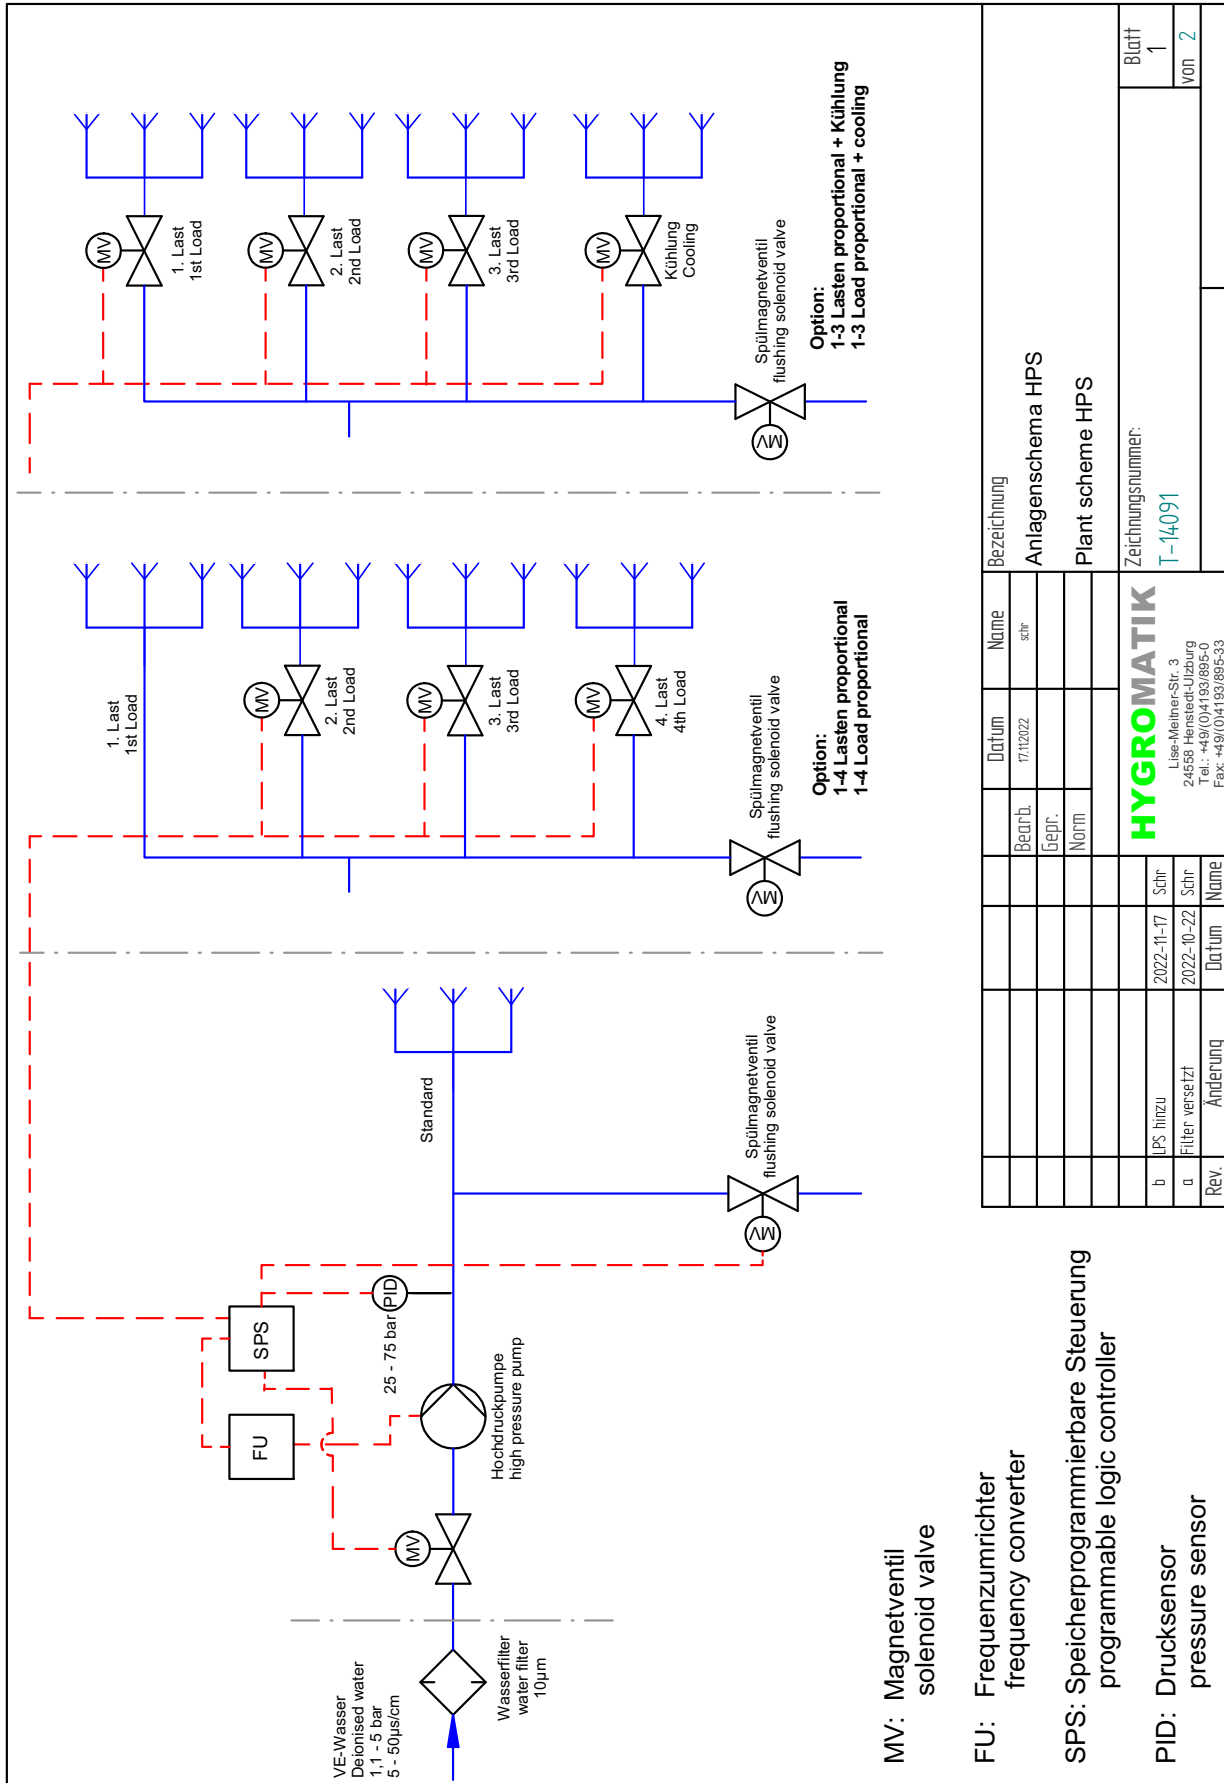 VE-Wasser
Deionised water
1,1 - 5 bar
5 - 50µs/cm
Wasserfilter
water filter
10µm
MV
FU
SPS
25 - 75 bar
PID
Hochdruckpumpe
high pressure pump
Standard
MV
Spülmagnetventil
flushing solenoid valve
1. Last
1st Load
MV
2. Last
2nd Load
MV
3. Last
3rd Load
MV
4. Last
4th Load
MV
Spülmagnetventil
flushing solenoid valve
Option:
1-4 Lasten proportional
1-4 Load proportional
MV
1. Last
1st Load
MV
2. Last
2nd Load
MV
3. Last
3rd Load
MV
Kühlung
Cooling
MV
Spülmagnetventil
flushing solenoid valve
Option:
1-3 Lasten proportional + Kühlung
1-3 Load proportional + cooling
MV: Magnetventil
solenoid valve
FU: Frequenzumrichter
frequency converter
SPS: Speicherprogrammierbare Steuerung
programmable logic controller
PID: Drucksensor
pressure sensor
Datum Name Bezeichnung
Bearb. 17.11.2022 schr
Gepr.
Norm
Anlagenschema HPS
Plant scheme HPS
b LPS hinzu 2022-11-17 Schr
a Filter versetzt 2022-10-22 Schr
Rev. Änderung Datum Name
HYGROMATIK
Lise-Meitner-Str. 3
24558 Henstedt-Ulzburg
Tel.: +49/(0)4193/895-0
Fax: +49/(0)4193/895-33
Zeichnungsnummer:
T-14091
Blatt
1
von 2